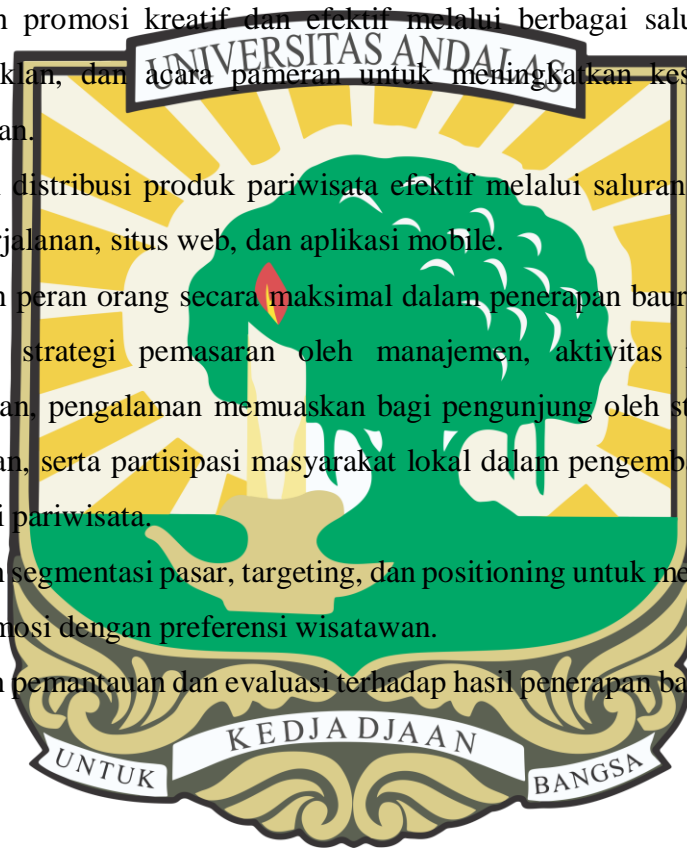 n promosi kreatif dan efektif melalui berbagai salu
UNIVERSITAS ANDALAS
klan, dan acara pameran untuk meningkatkan kes
an.
distribusi produk pariwisata efektif melalui saluran
rjalanan, situs web, dan aplikasi mobile.
n peran orang secara maksimal dalam penerapan baur
strategi pemasaran oleh manajemen, aktivitas p
an, pengalaman memuaskan bagi pengunjung oleh st
an, serta partisipasi masyarakat lokal dalam pengemba
i pariwisata.
n segmentasi pasar, targeting, dan positioning untuk me
mosi dengan preferensi wisatawan.
n pemantauan dan evaluasi terhadap hasil penerapan ba
UNTUK KEDJADJAAN BANGSA